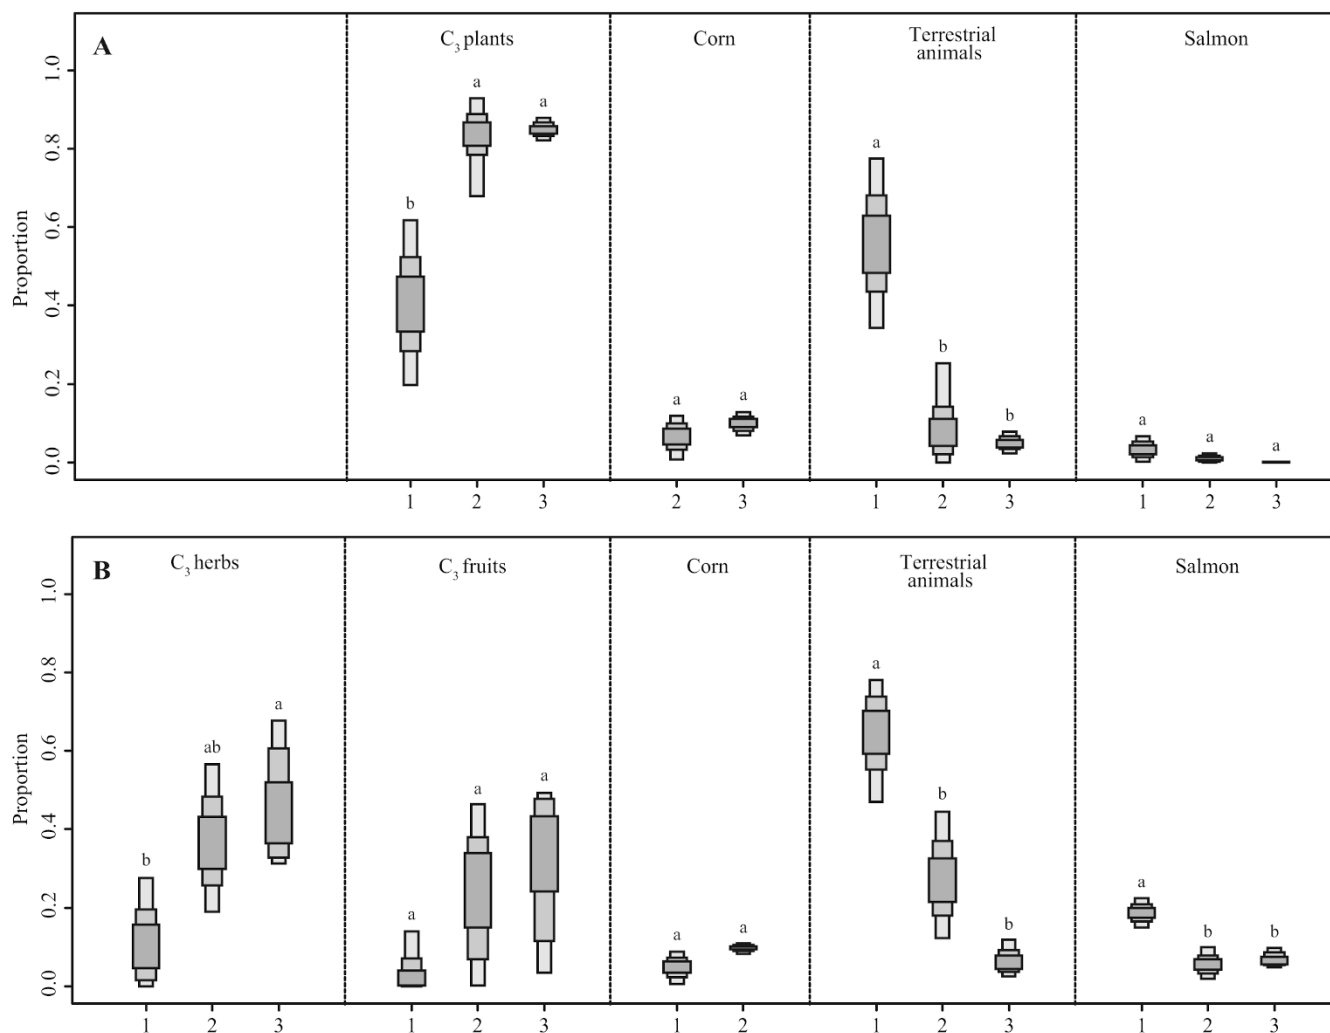 A
C3 plants
Corn
Terrestrial
animals
Salmon
Proportion
1.0
0.8
0.6
0.4
0.2
0.0
b
a
a
a
a
a
b
b
a
a
a
1 2 3
2 3
1 2 3
1 2 3
B
C3 herbs
C3 fruits
Corn
Terrestrial
animals
Salmon
Proportion
1.0
0.8
0.6
0.4
0.2
0.0
b
ab
a
a
a
a
a
a
a
b
b
a
b
b
1 2 3
1 2 3
1 2
1 2 3
1 2 3